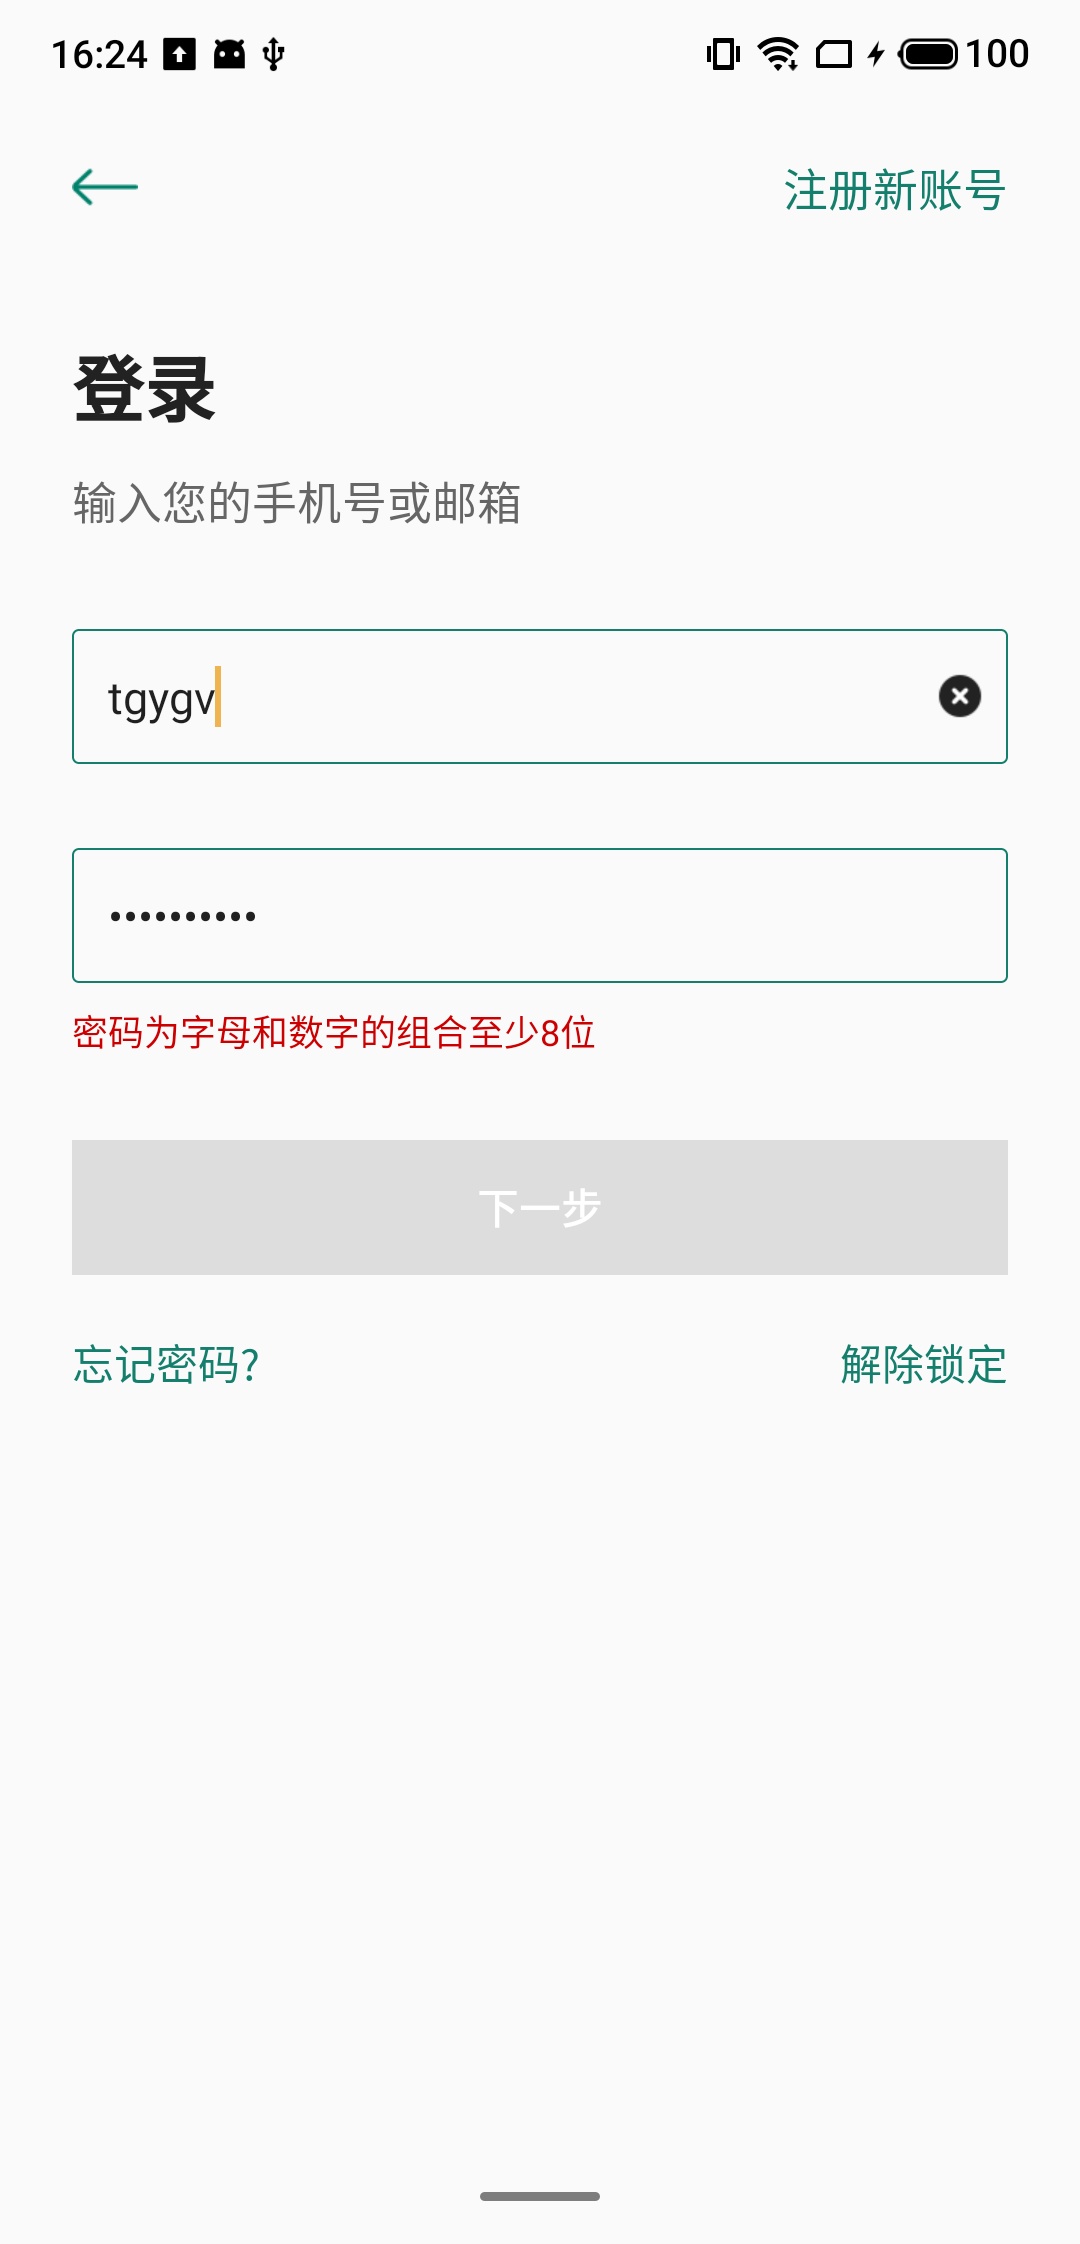 16:24 100
注册新账号
登录
输入您的手机号或邮箱
tgygv
••••••••••
密码为字母和数字的组合至少8位
下一步
忘记密码? 解除锁定